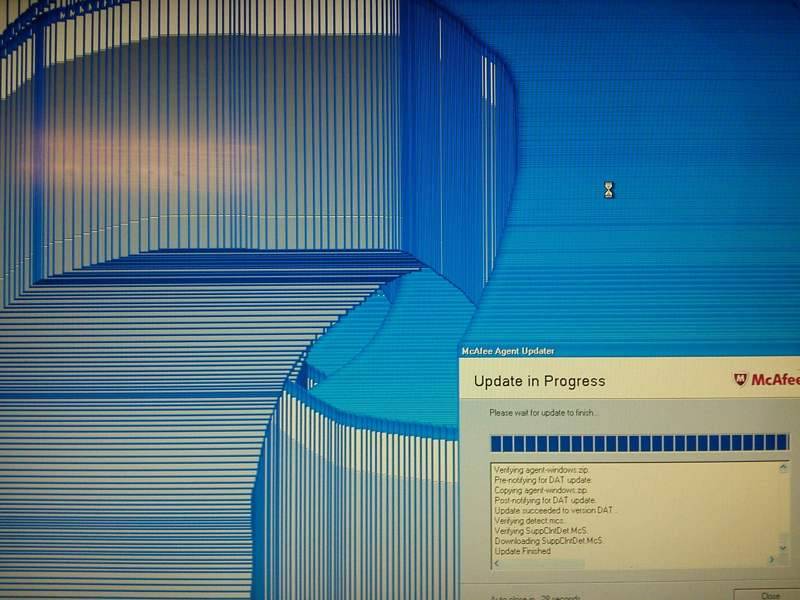 McAfee Agent Updater
Update in Progress
McAfee
Please wait for update to finish...
Verifying agent-windows.zip.
Pre-notifying for DAT update.
Copying agent-windows.zip.
Post-notifying for DAT update.
Update succeeded to version DAT .
Verifying detect.mcs.
Verifying SuppClntDet.McS.
Downloading SuppClntDet.McS.
Update Finished
Auto close in 28 seconds
Close